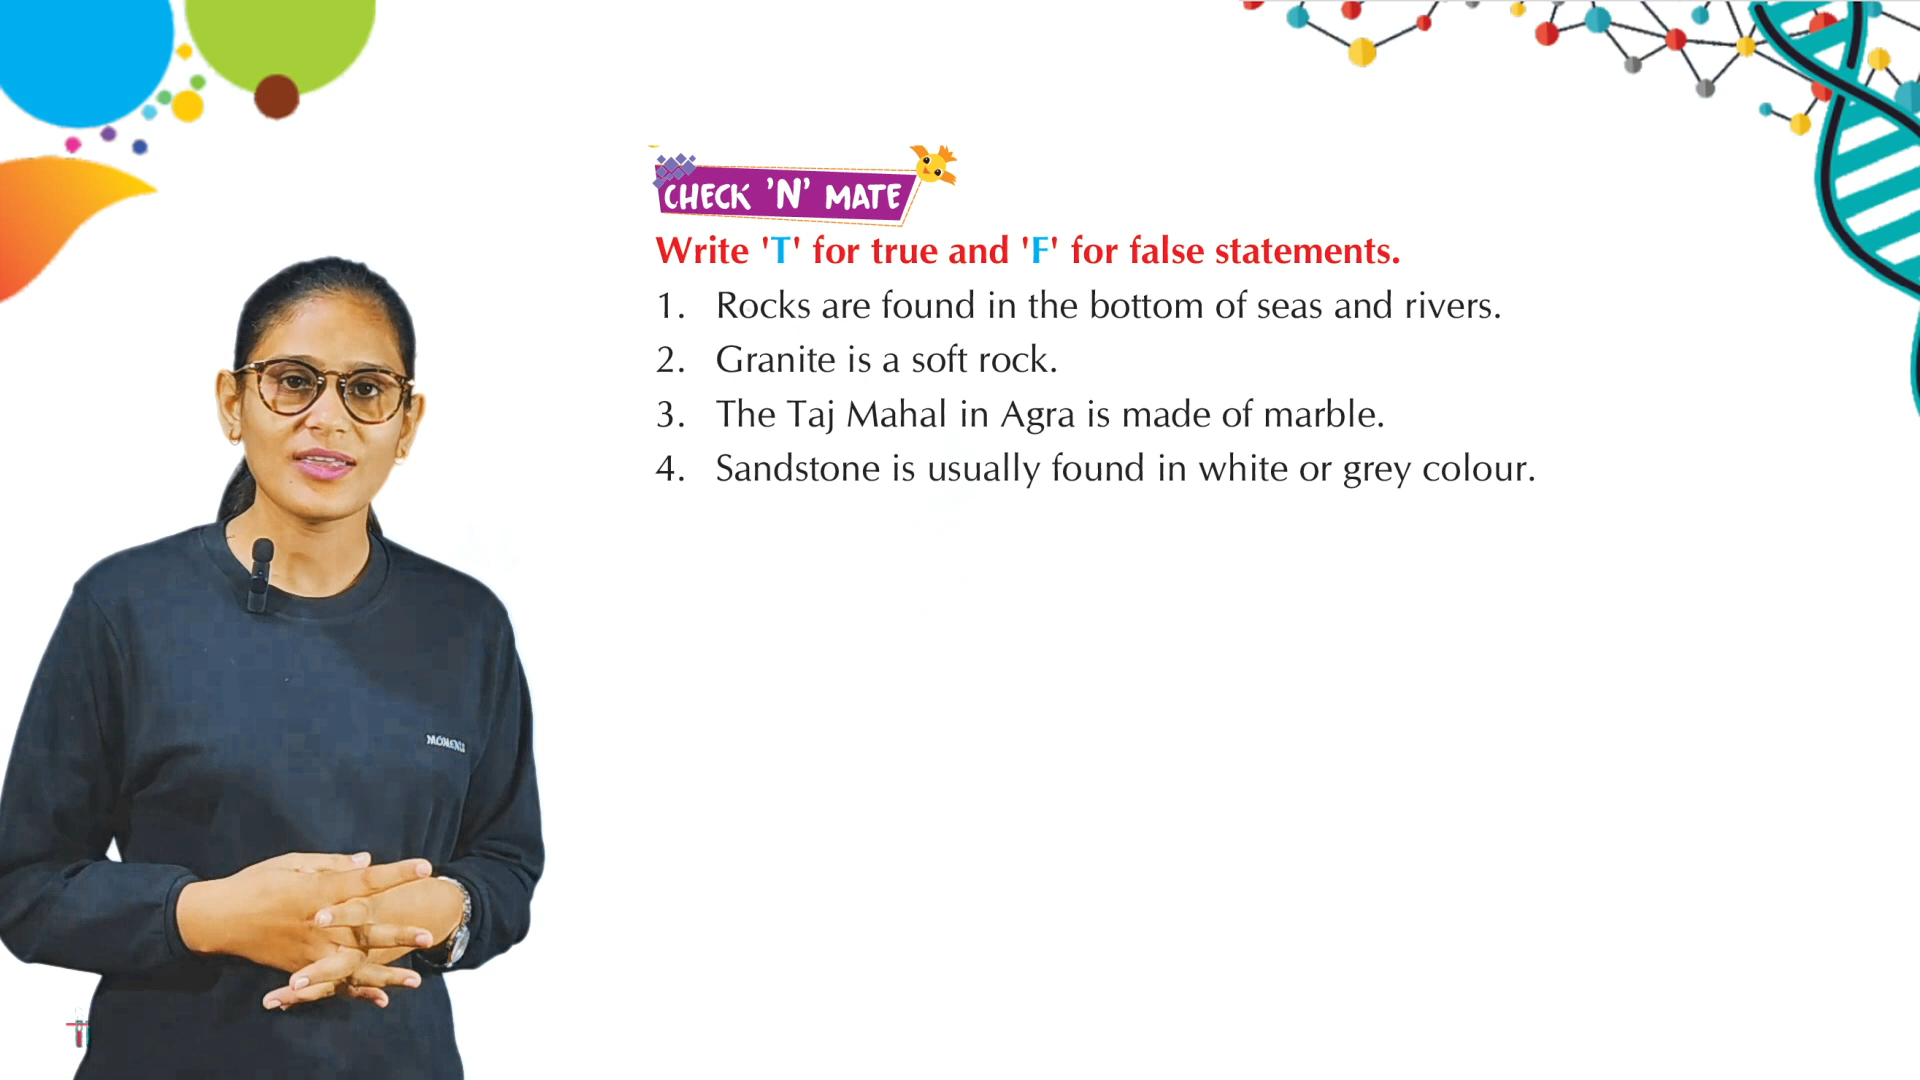 CHECK 'N' MATE
Write 'T' for true and 'F' for false statements.
1. Rocks are found in the bottom of seas and rivers.
2. Granite is a soft rock.
3. The Taj Mahal in Agra is made of marble.
4. Sandstone is usually found in white or grey colour.